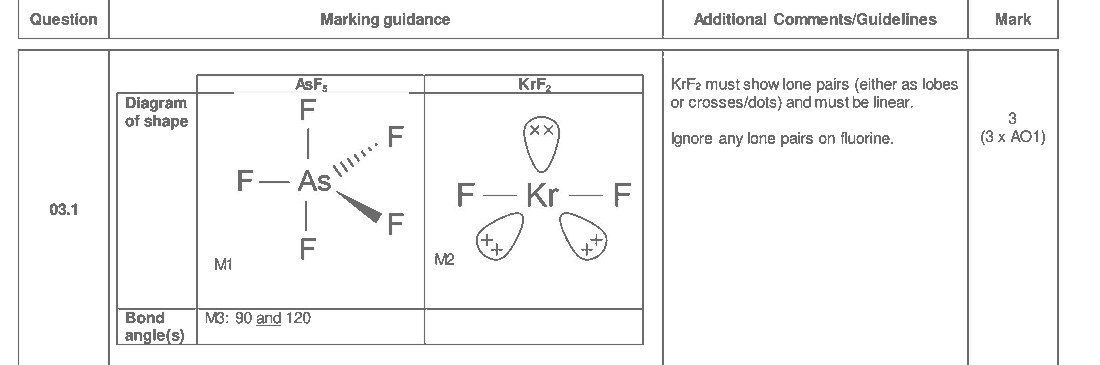 Question Marking guidance Additional Comments/Guidelines Mark
03.1
AsF₅ KrF₂
Diagram
of shape
F
F
F — As
F
F
M1
xx
F — Kr — F
++ ++
M2
Bond
angle(s)
M3: 90 and 120
KrF₂ must show lone pairs (either as lobes
or crosses/dots) and must be linear.
Ignore any lone pairs on fluorine.
3
(3 x AO1)